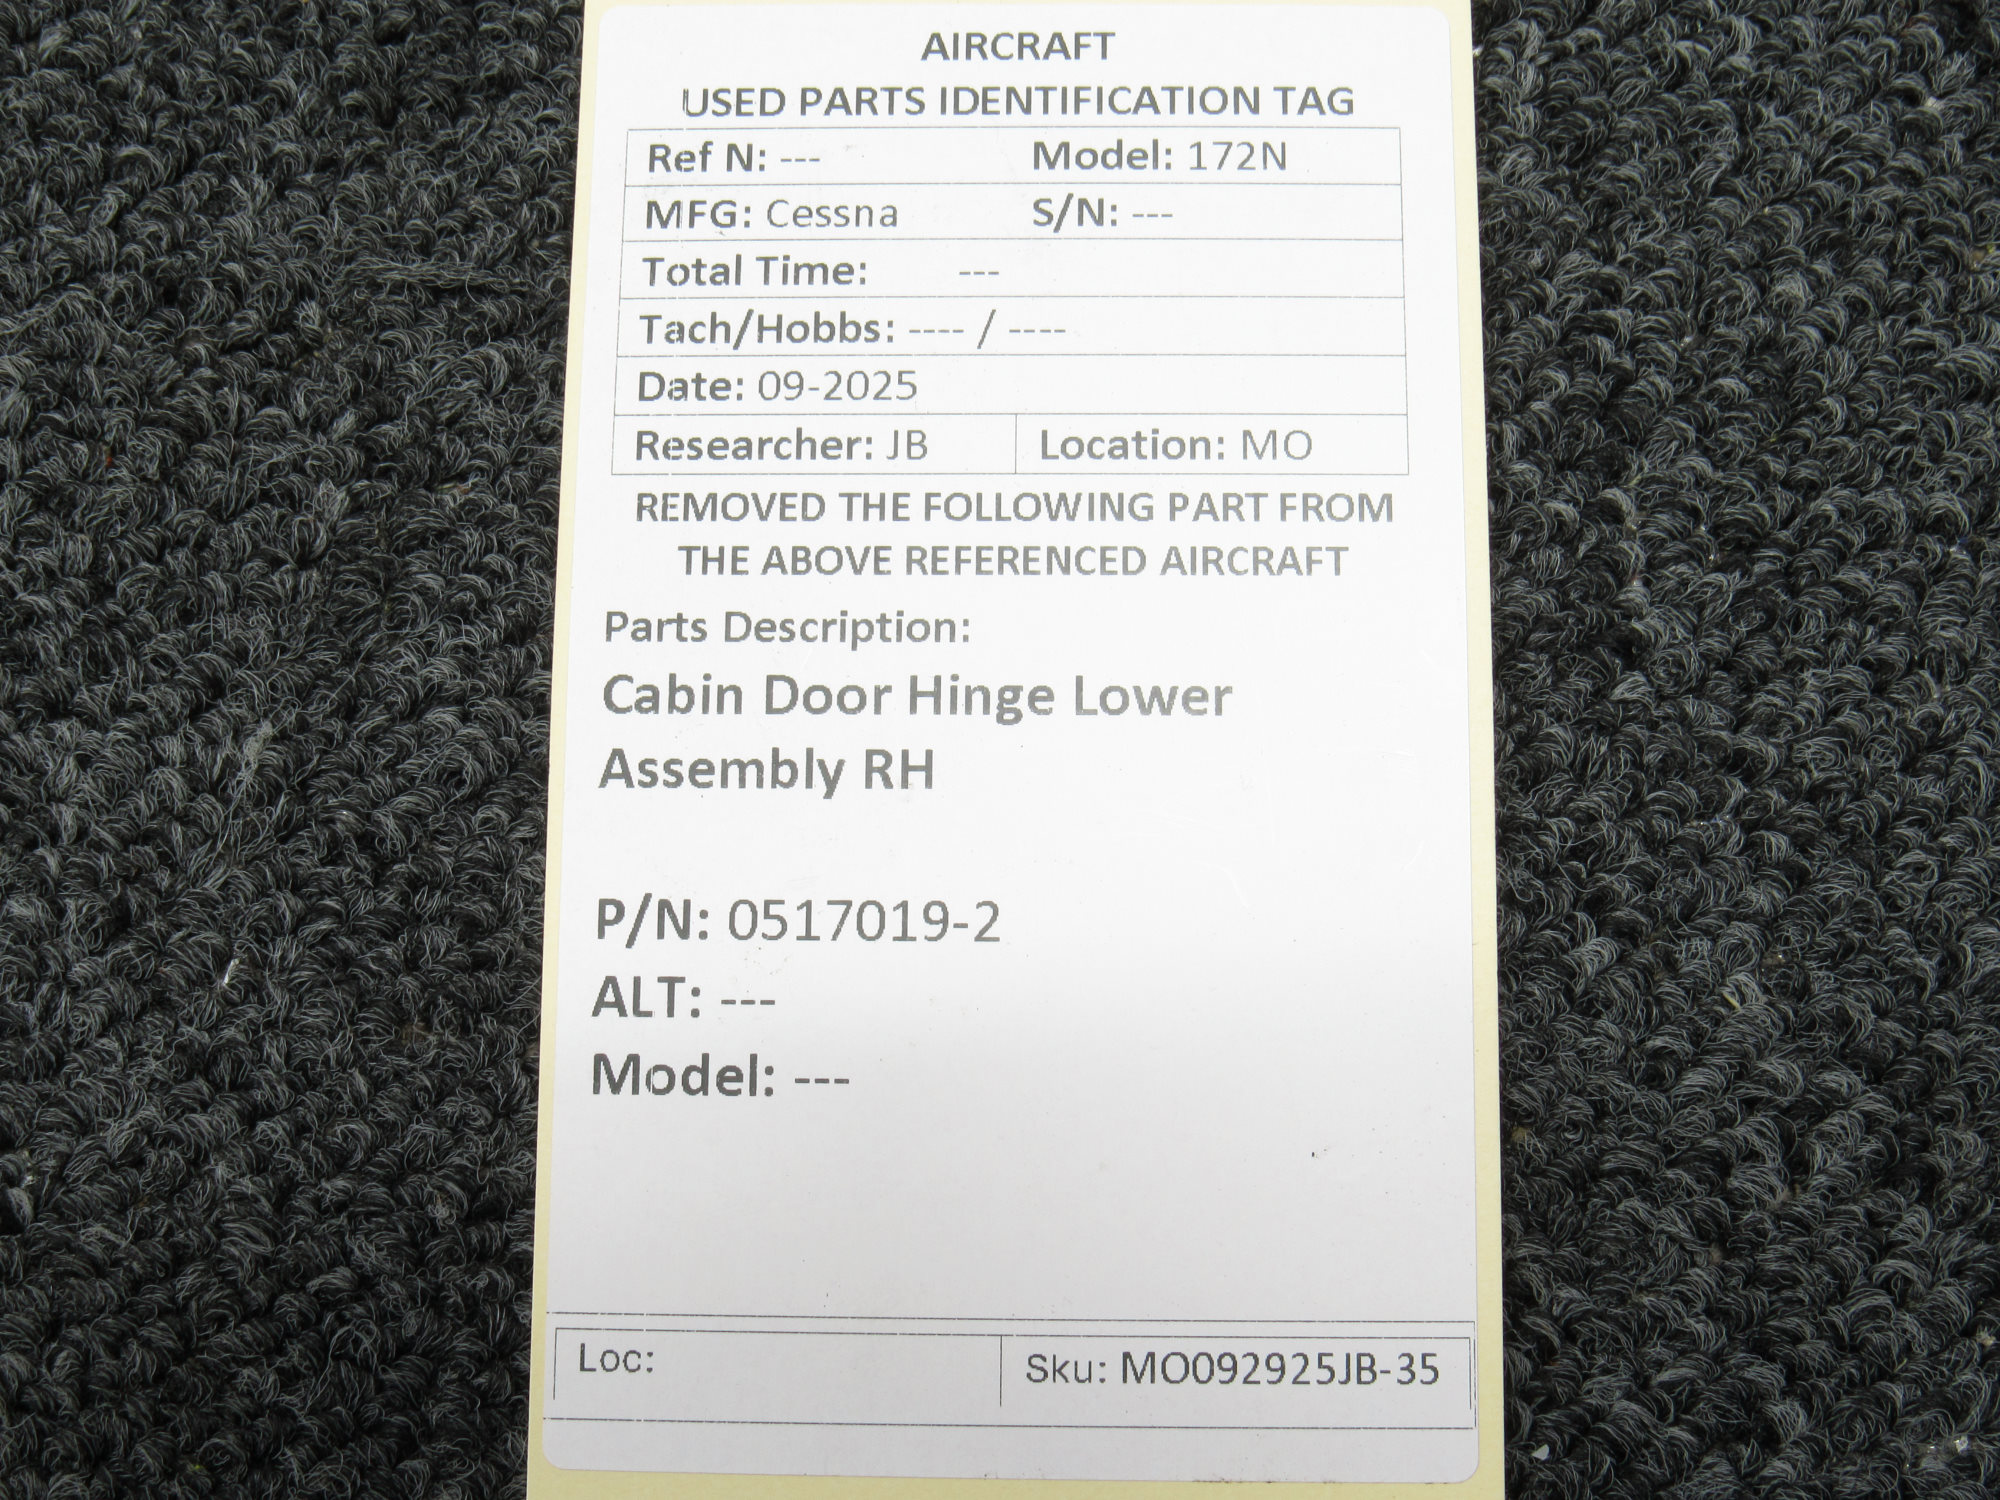 AIRCRAFT
USED PARTS IDENTIFICATION TAG
Ref N: --- Model: 172N
MFG: Cessna S/N: ---
Total Time: ---
Tach/Hobbs: ---- / ----
Date: 09-2025
Researcher: JB Location: MO
REMOVED THE FOLLOWING PART FROM
THE ABOVE REFERENCED AIRCRAFT
Parts Description:
Cabin Door Hinge Lower
Assembly RH
P/N: 0517019-2
ALT: ---
Model: ---
Loc: Sku: MO092925JB-35